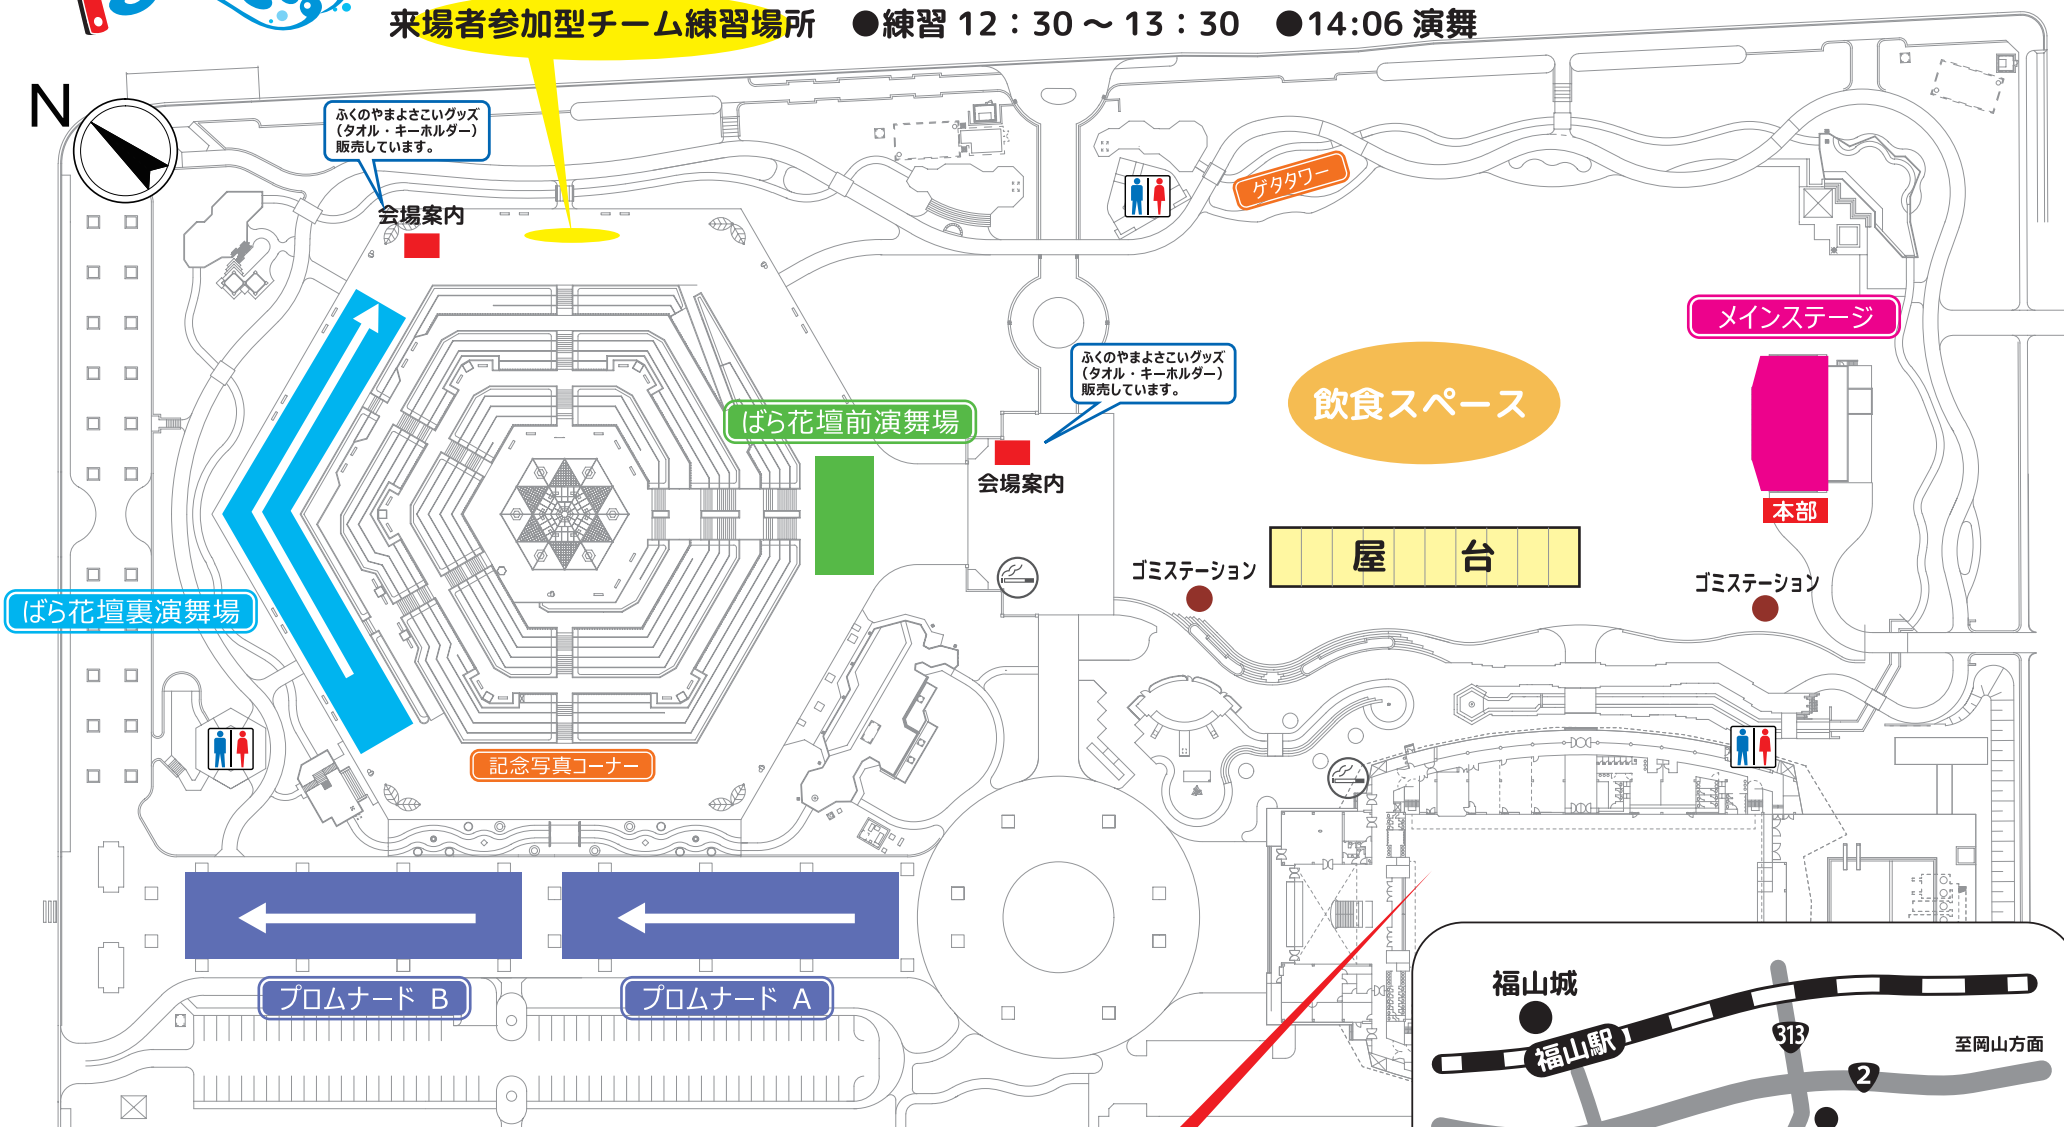 来場者参加型チーム練習場所 ●練習 12：30～13：30 ●14:06 演舞
N
ふくのやまよさこいグッズ
（タオル・キーホルダー）
販売しています。
会場案内
ゲタタワー
メインステージ
ふくのやまよさこいグッズ
（タオル・キーホルダー）
販売しています。
飲食スペース
ばら花壇前演舞場
会場案内
本部
屋台
ゴミステーション
ゴミステーション
ばら花壇裏演舞場
記念写真コーナー
プロムナード B
プロムナード A
福山城
福山駅
313
至岡山方面
2